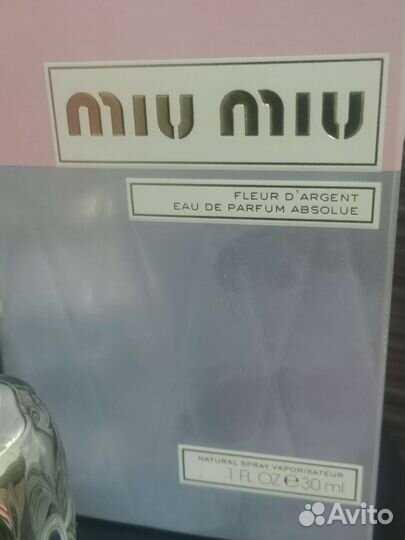 miu miu
FLEUR D'ARGENT
EAU DE PARFUM ABSOLUE
NATURAL SPRAY VAPORISATEUR
1 FL OZ ℮ 30 ml
Avito